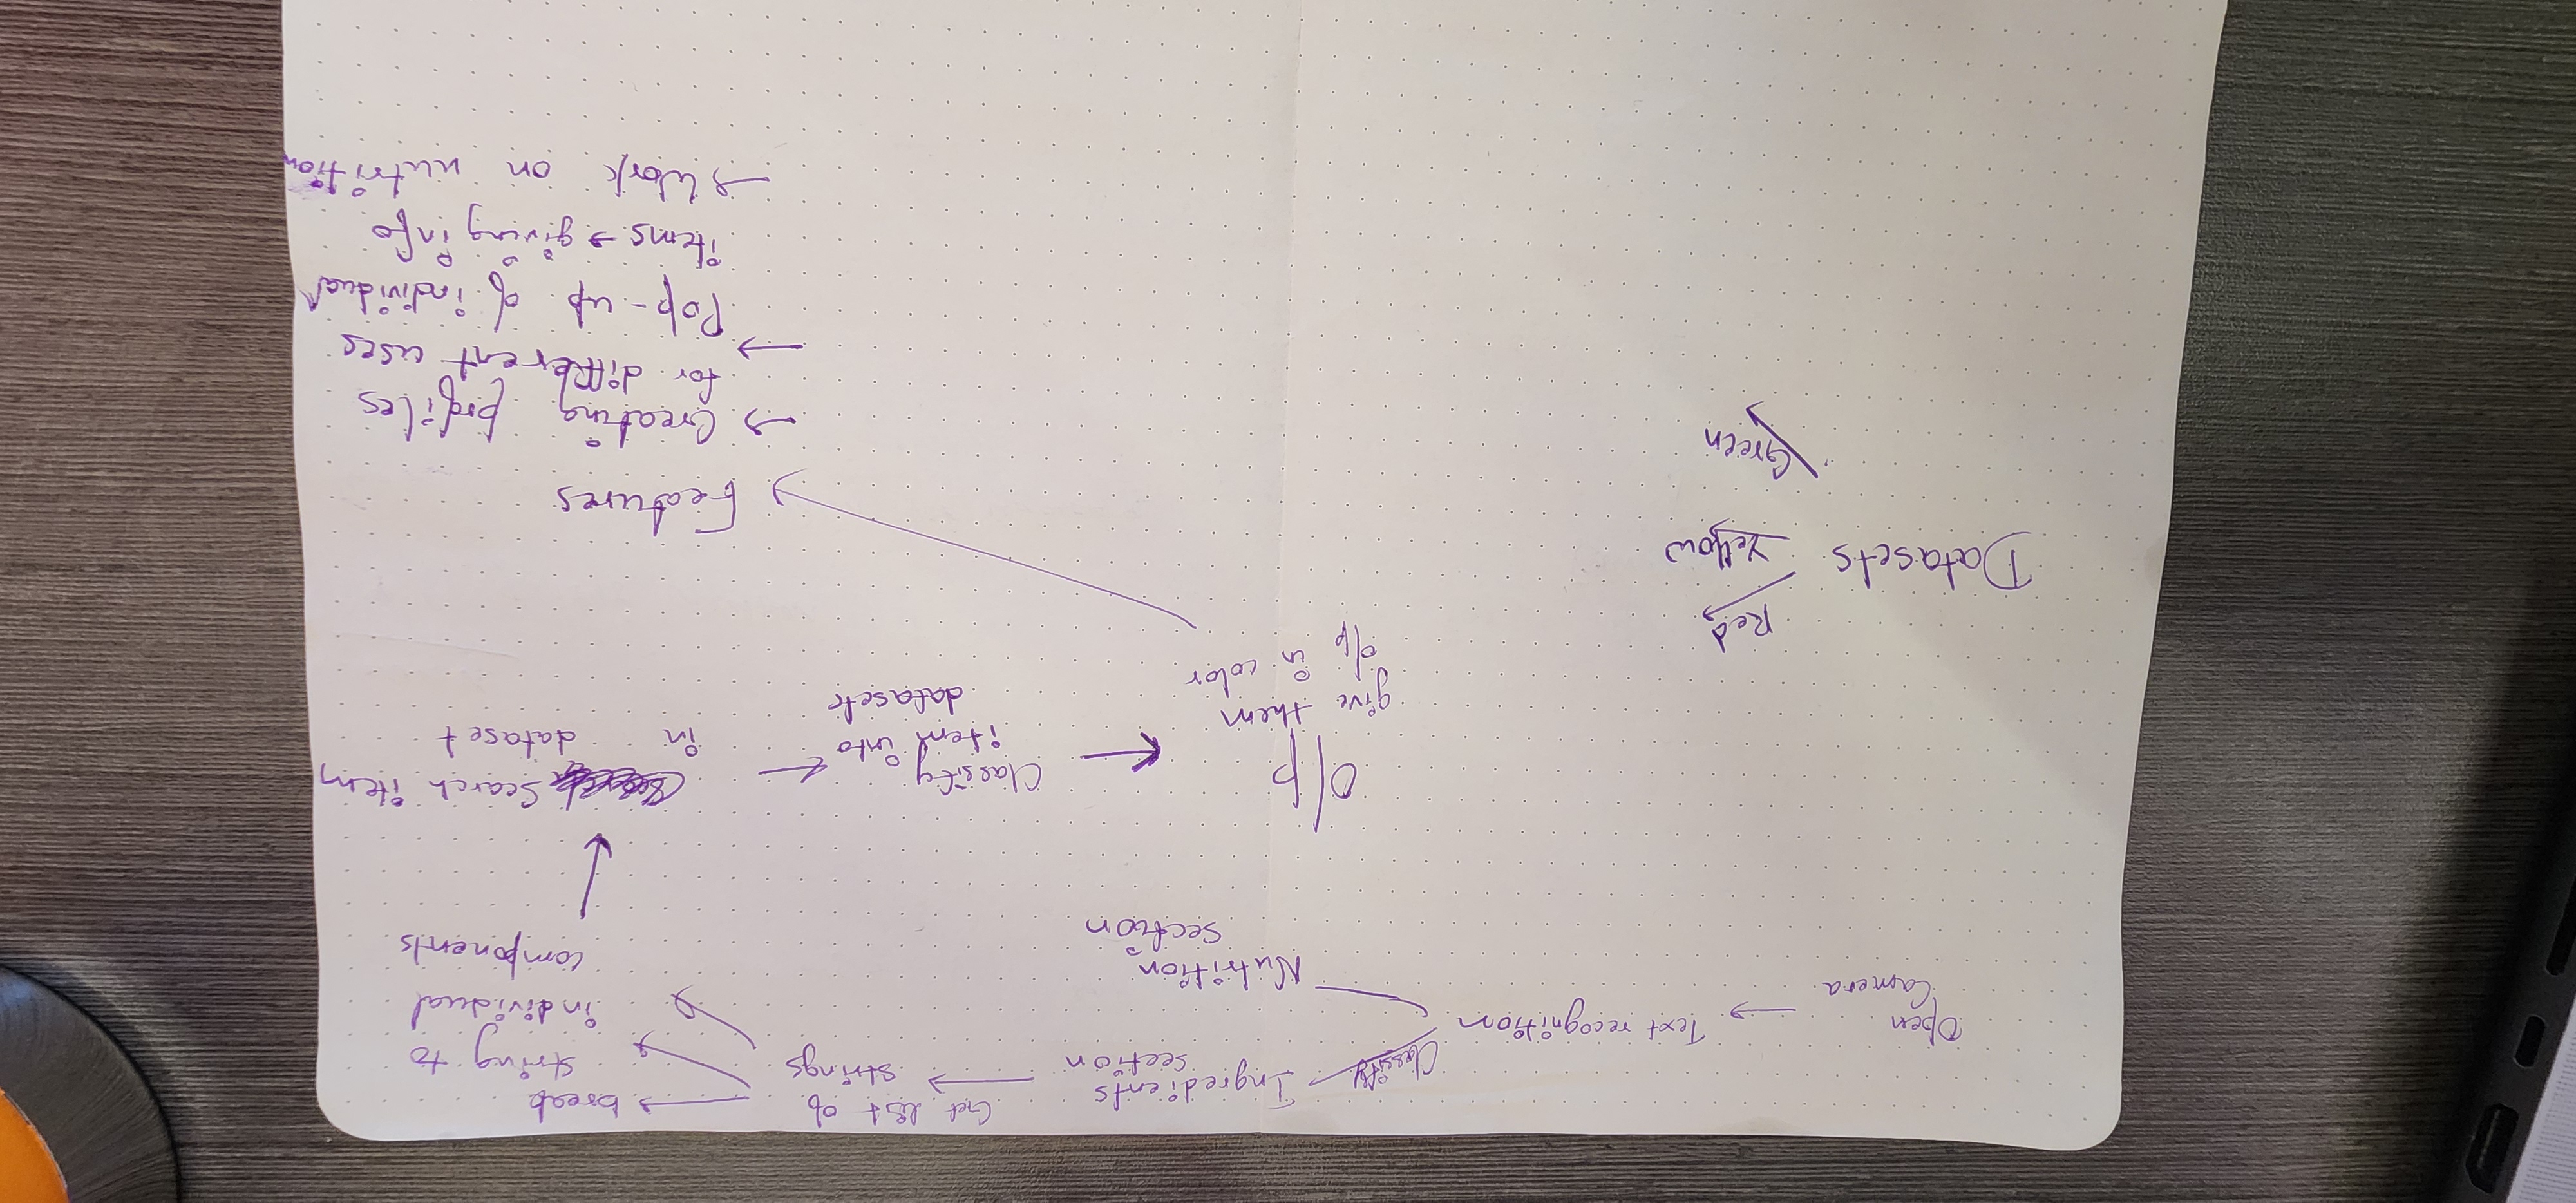 Open
Camera
Text recognition
Classify
Ingredients
section
Nutrition
section
Get list of
strings
break
string to
individual
components
Search item
in dataset
Classify
item into
datasets
O/p
give them
o/p in color
Datasets
Red
Yellow
Green
Features
→ Creating profiles
for different uses
→ Pop-up of individual
items → giving info
→ Work on nutrition